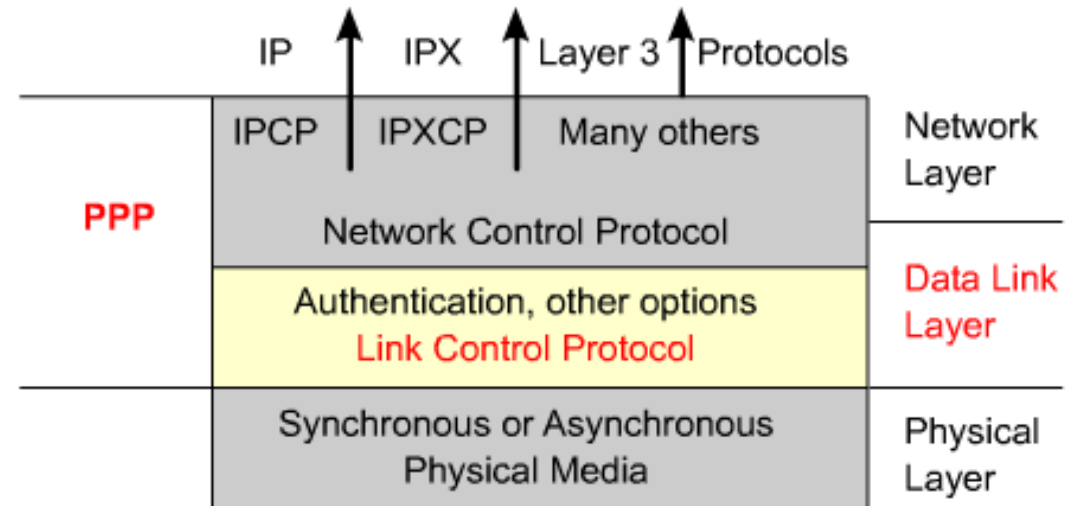 IP IPX Layer 3 Protocols
IPCP IPXCP Many others
Network
Layer
PPP
Network Control Protocol
Authentication, other options
Link Control Protocol
Data Link
Layer
Synchronous or Asynchronous
Physical Media
Physical
Layer